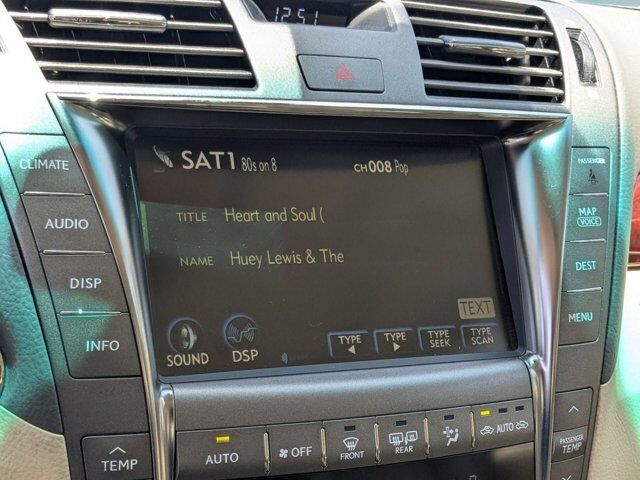 12:51
SAT1 80s on 8 CH008 Pop
TITLE Heart and Soul (
NAME Huey Lewis & The
TEXT
SOUND DSP TYPE TYPE TYPE SEEK TYPE SCAN
CLIMATE
AUDIO
DISP
INFO
PASSENGER
MAP
VOICE
DEST
MENU
TEMP
AUTO OFF FRONT REAR AUTO
PASSENGER
TEMP